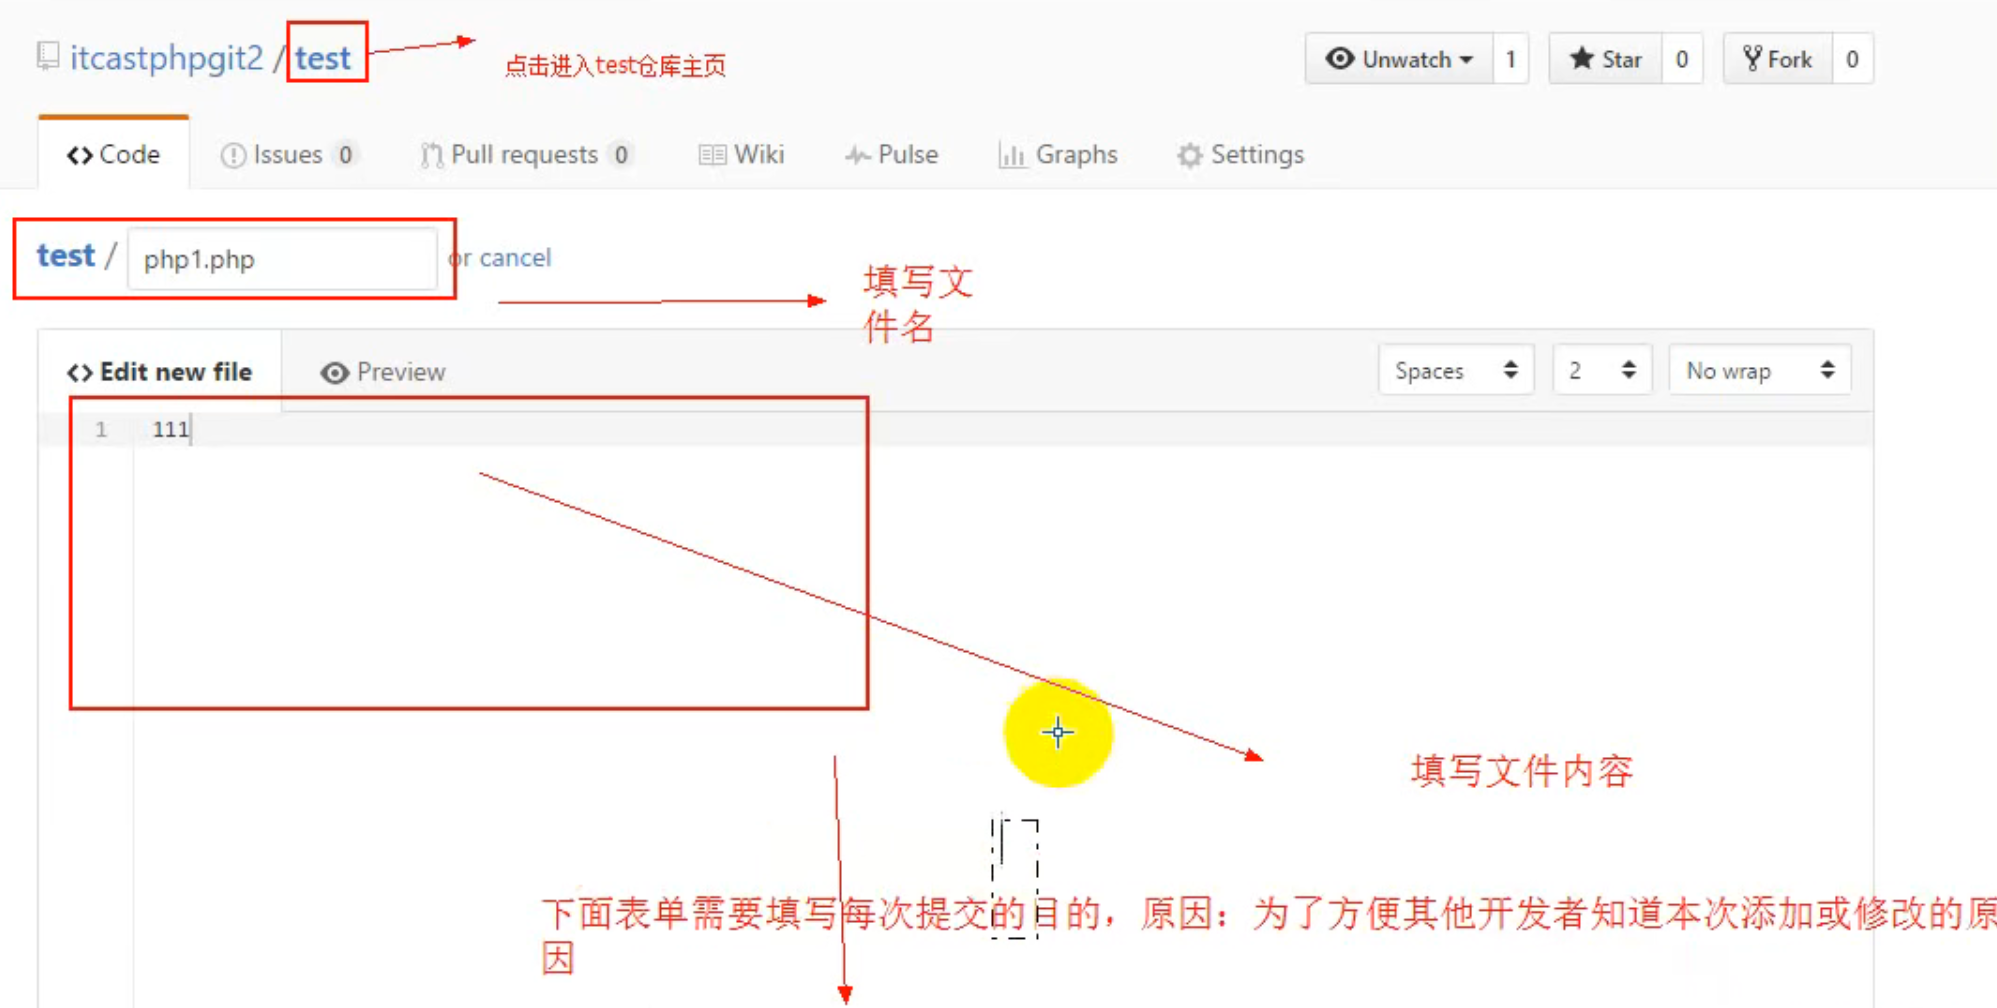 itcastphpgit2 / test
点击进入test仓库主页
Unwatch 1 Star 0 Fork 0
Code Issues 0 Pull requests 0 Wiki Pulse Graphs Settings
test / php1.php or cancel
填写文
件名
Edit new file Preview Spaces 2 No wrap
1 111
填写文件内容
下面表单需要填写每次提交的目的，原因：为了方便其他开发者知道本次添加或修改的原
因